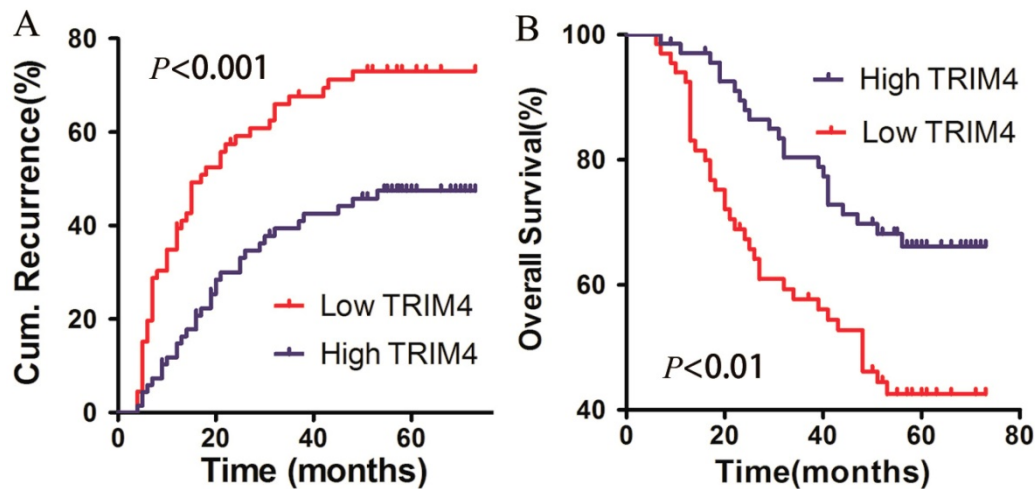 A
Cum. Recurrence(%)
80
60
40
20
0
P<0.001
Low TRIM4
High TRIM4
0
20
40
60
Time (months)
B
Overall Survival(%)
100
80
60
40
High TRIM4
Low TRIM4
P<0.01
0
20
40
60
80
Time(months)